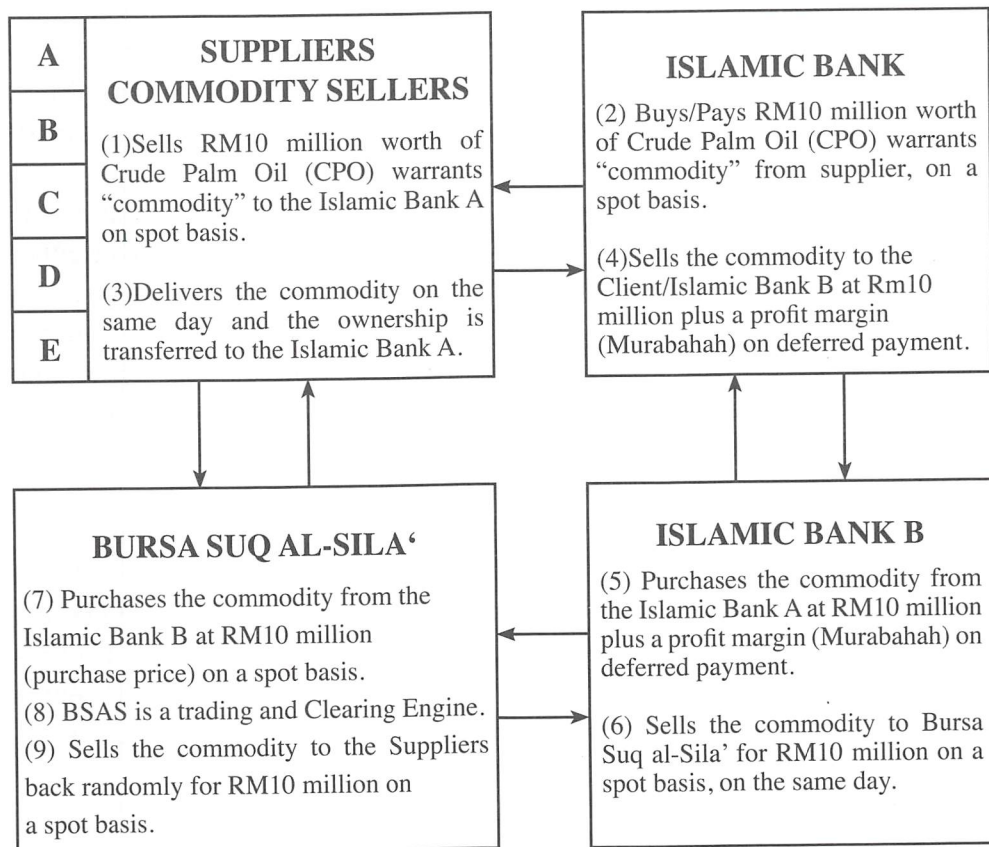 A
B
C
D
E
SUPPLIERS
COMMODITY SELLERS
(1)Sells RM10 million worth of
Crude Palm Oil (CPO) warrants
“commodity” to the Islamic Bank A
on spot basis.
(3)Delivers the commodity on the
same day and the ownership is
transferred to the Islamic Bank A.
ISLAMIC BANK
(2) Buys/Pays RM10 million worth
of Crude Palm Oil (CPO) warrants
“commodity” from supplier, on a
spot basis.
(4)Sells the commodity to the
Client/Islamic Bank B at Rm10
million plus a profit margin
(Murabahah) on deferred payment.
BURSA SUQ AL-SILA‘
(7) Purchases the commodity from the
Islamic Bank B at RM10 million
(purchase price) on a spot basis.
(8) BSAS is a trading and Clearing Engine.
(9) Sells the commodity to the Suppliers
back randomly for RM10 million on
a spot basis.
ISLAMIC BANK B
(5) Purchases the commodity from
the Islamic Bank A at RM10 million
plus a profit margin (Murabahah) on
deferred payment.
(6) Sells the commodity to Bursa
Suq al-Sila’ for RM10 million on a
spot basis, on the same day.